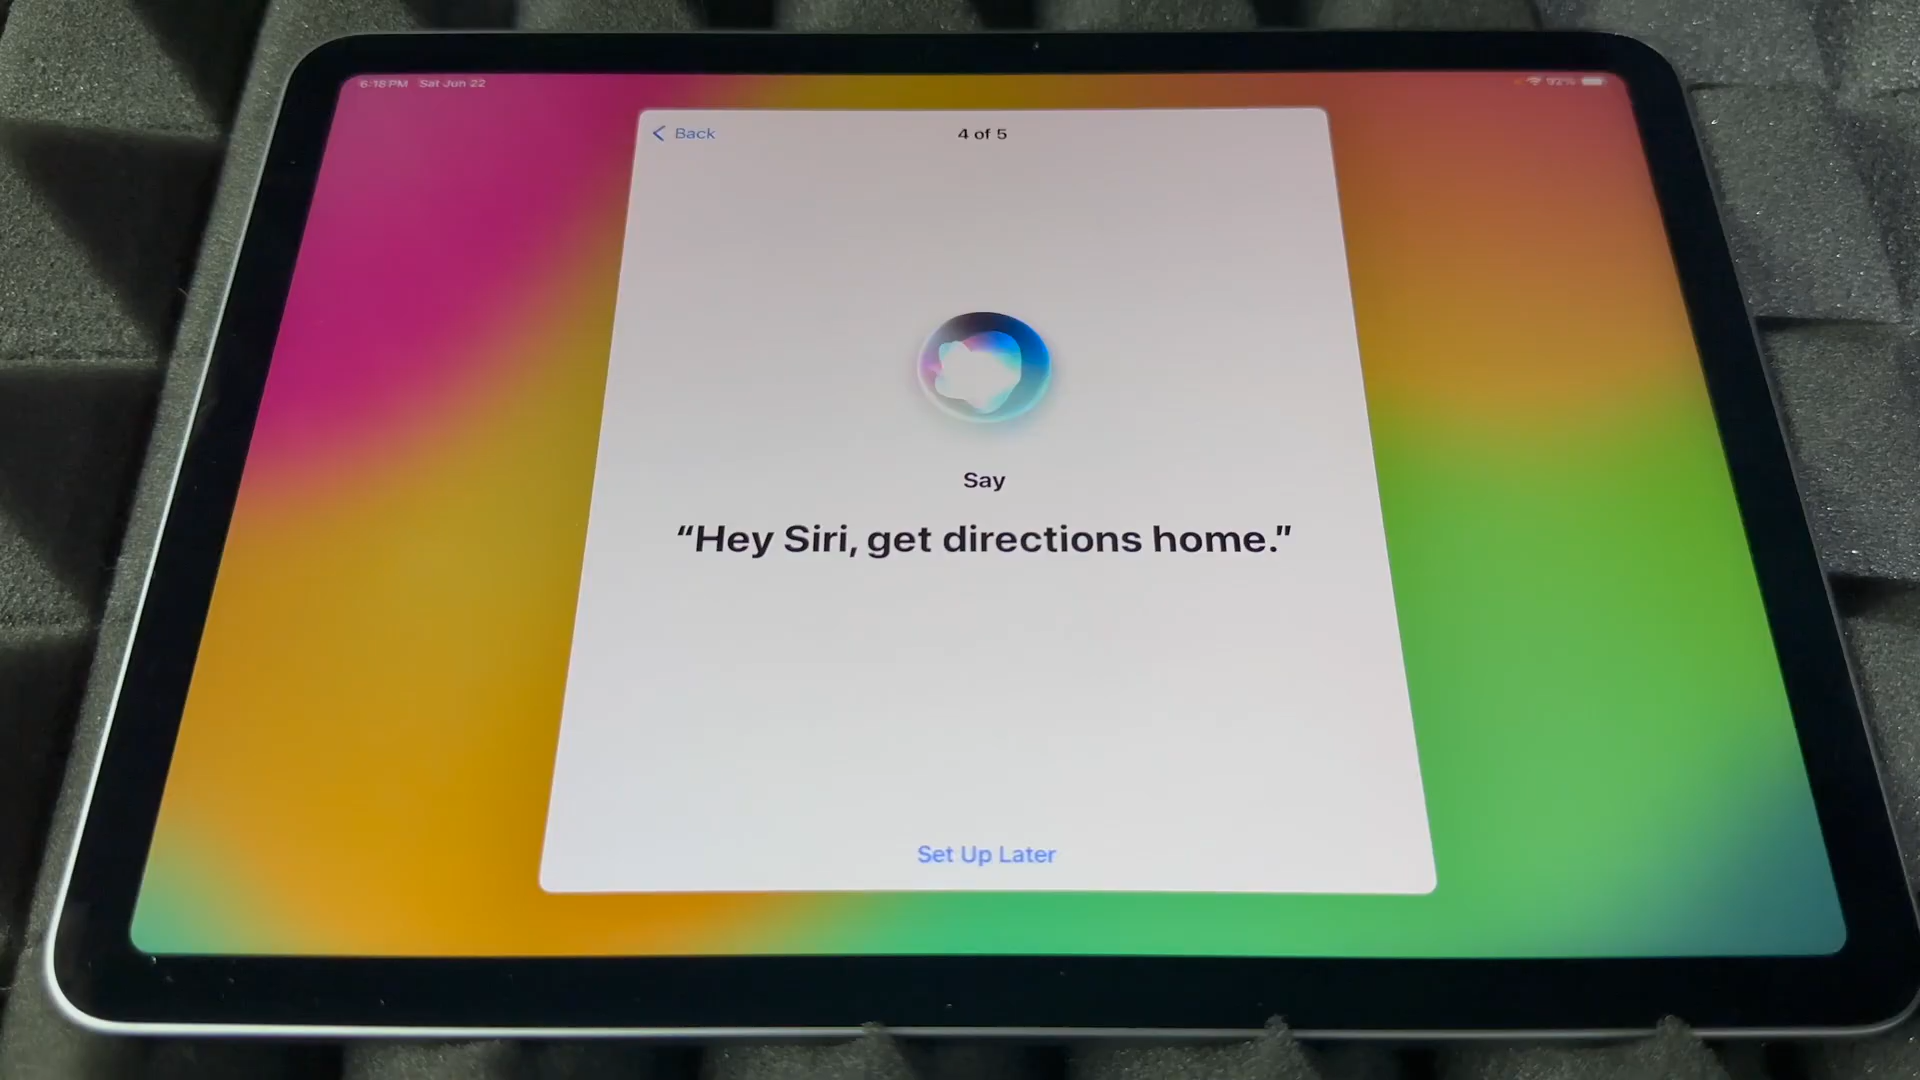 6:18 PM Sat Jun 22
92%
Back
4 of 5
Say
“Hey Siri, get directions home.”
Set Up Later